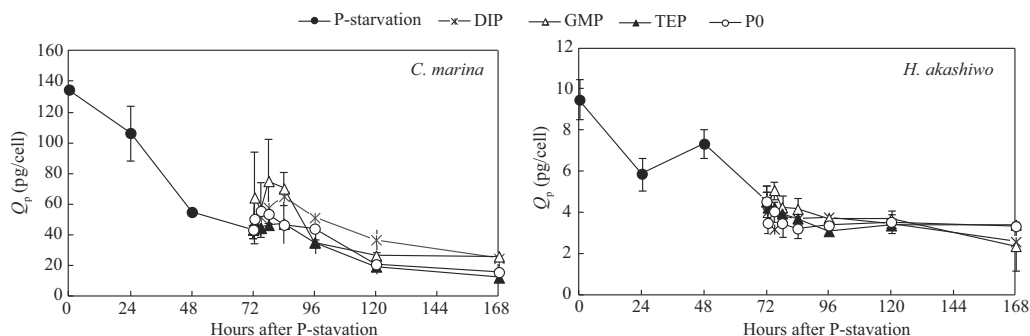 P-starvation DIP GMP TEP P0
C. marina
160
140
120
100
80
60
40
20
0
Qp (pg/cell)
0 24 48 72 96 120 144 168
Hours after P-stavation
H. akashiwo
12
10
8
6
4
2
0
Qp (pg/cell)
0 24 48 72 96 120 144 168
Hours after P-stavation